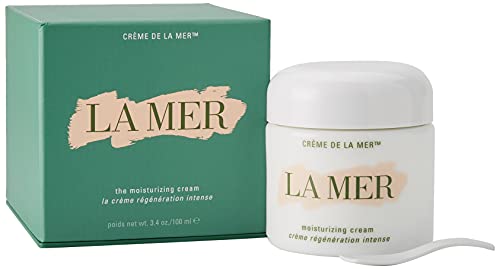 CRÈME DE LA MER™
LA MER
the moisturizing cream
la crème régénération intense
poids net wt. 3.4 oz./100 ml ℮
CRÈME DE LA MER™
LA MER
moisturizing cream
crème régénération intense